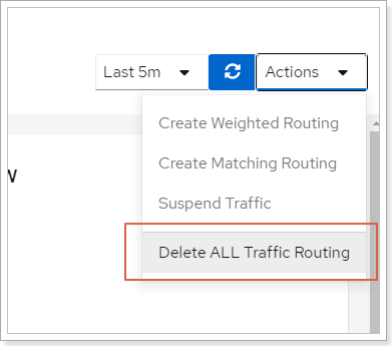 Last 5m
Actions
Create Weighted Routing
Create Matching Routing
w
Suspend Traffic
Delete ALL Traffic Routing